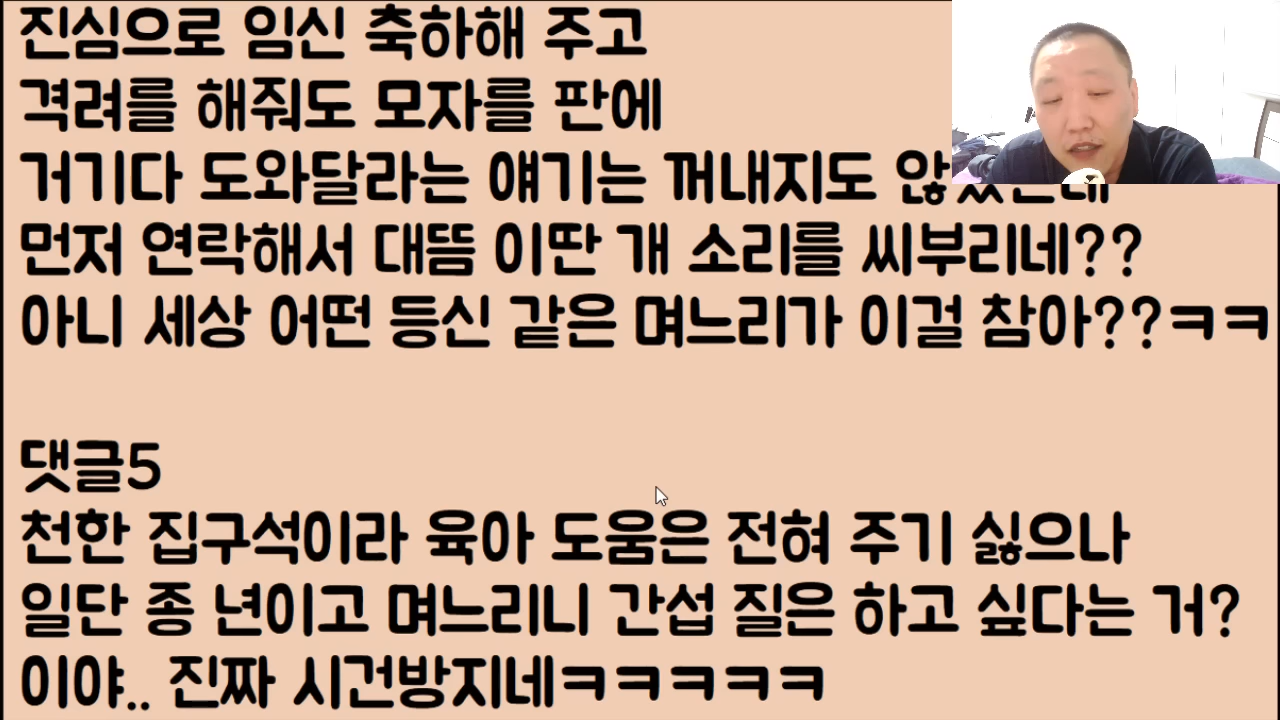 진심으로 임신 축하해 주고
격려를 해줘도 모자를 판에
거기다 도와달라는 얘기는 꺼내지도
먼저 연락해서 대뜸 이딴 개 소리를 씨부리네??
아니 세상 어떤 등신 같은 며느리가 이걸 참아??ㅋㅋ
댓글5
천한 집구석이라 육아 도움은 전혀 주기 싫으나
일단 종 년이고 며느리니 간섭 질은 하고 싶다는 거?
이야.. 진짜 시건방지네ㅋㅋㅋㅋㅋ